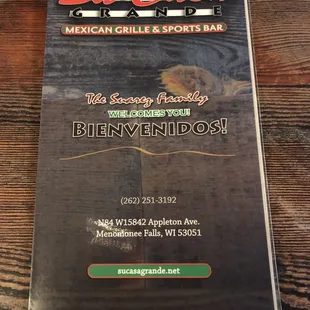 GRANDE
MEXICAN GRILLE & SPORTS BAR
The Suarez Family
WELCOMES YOU!
BIENVENIDOS!
(262) 251-3192
N84 W15842 Appleton Ave.
Menomonee Falls, WI 53051
sucasagrande.net